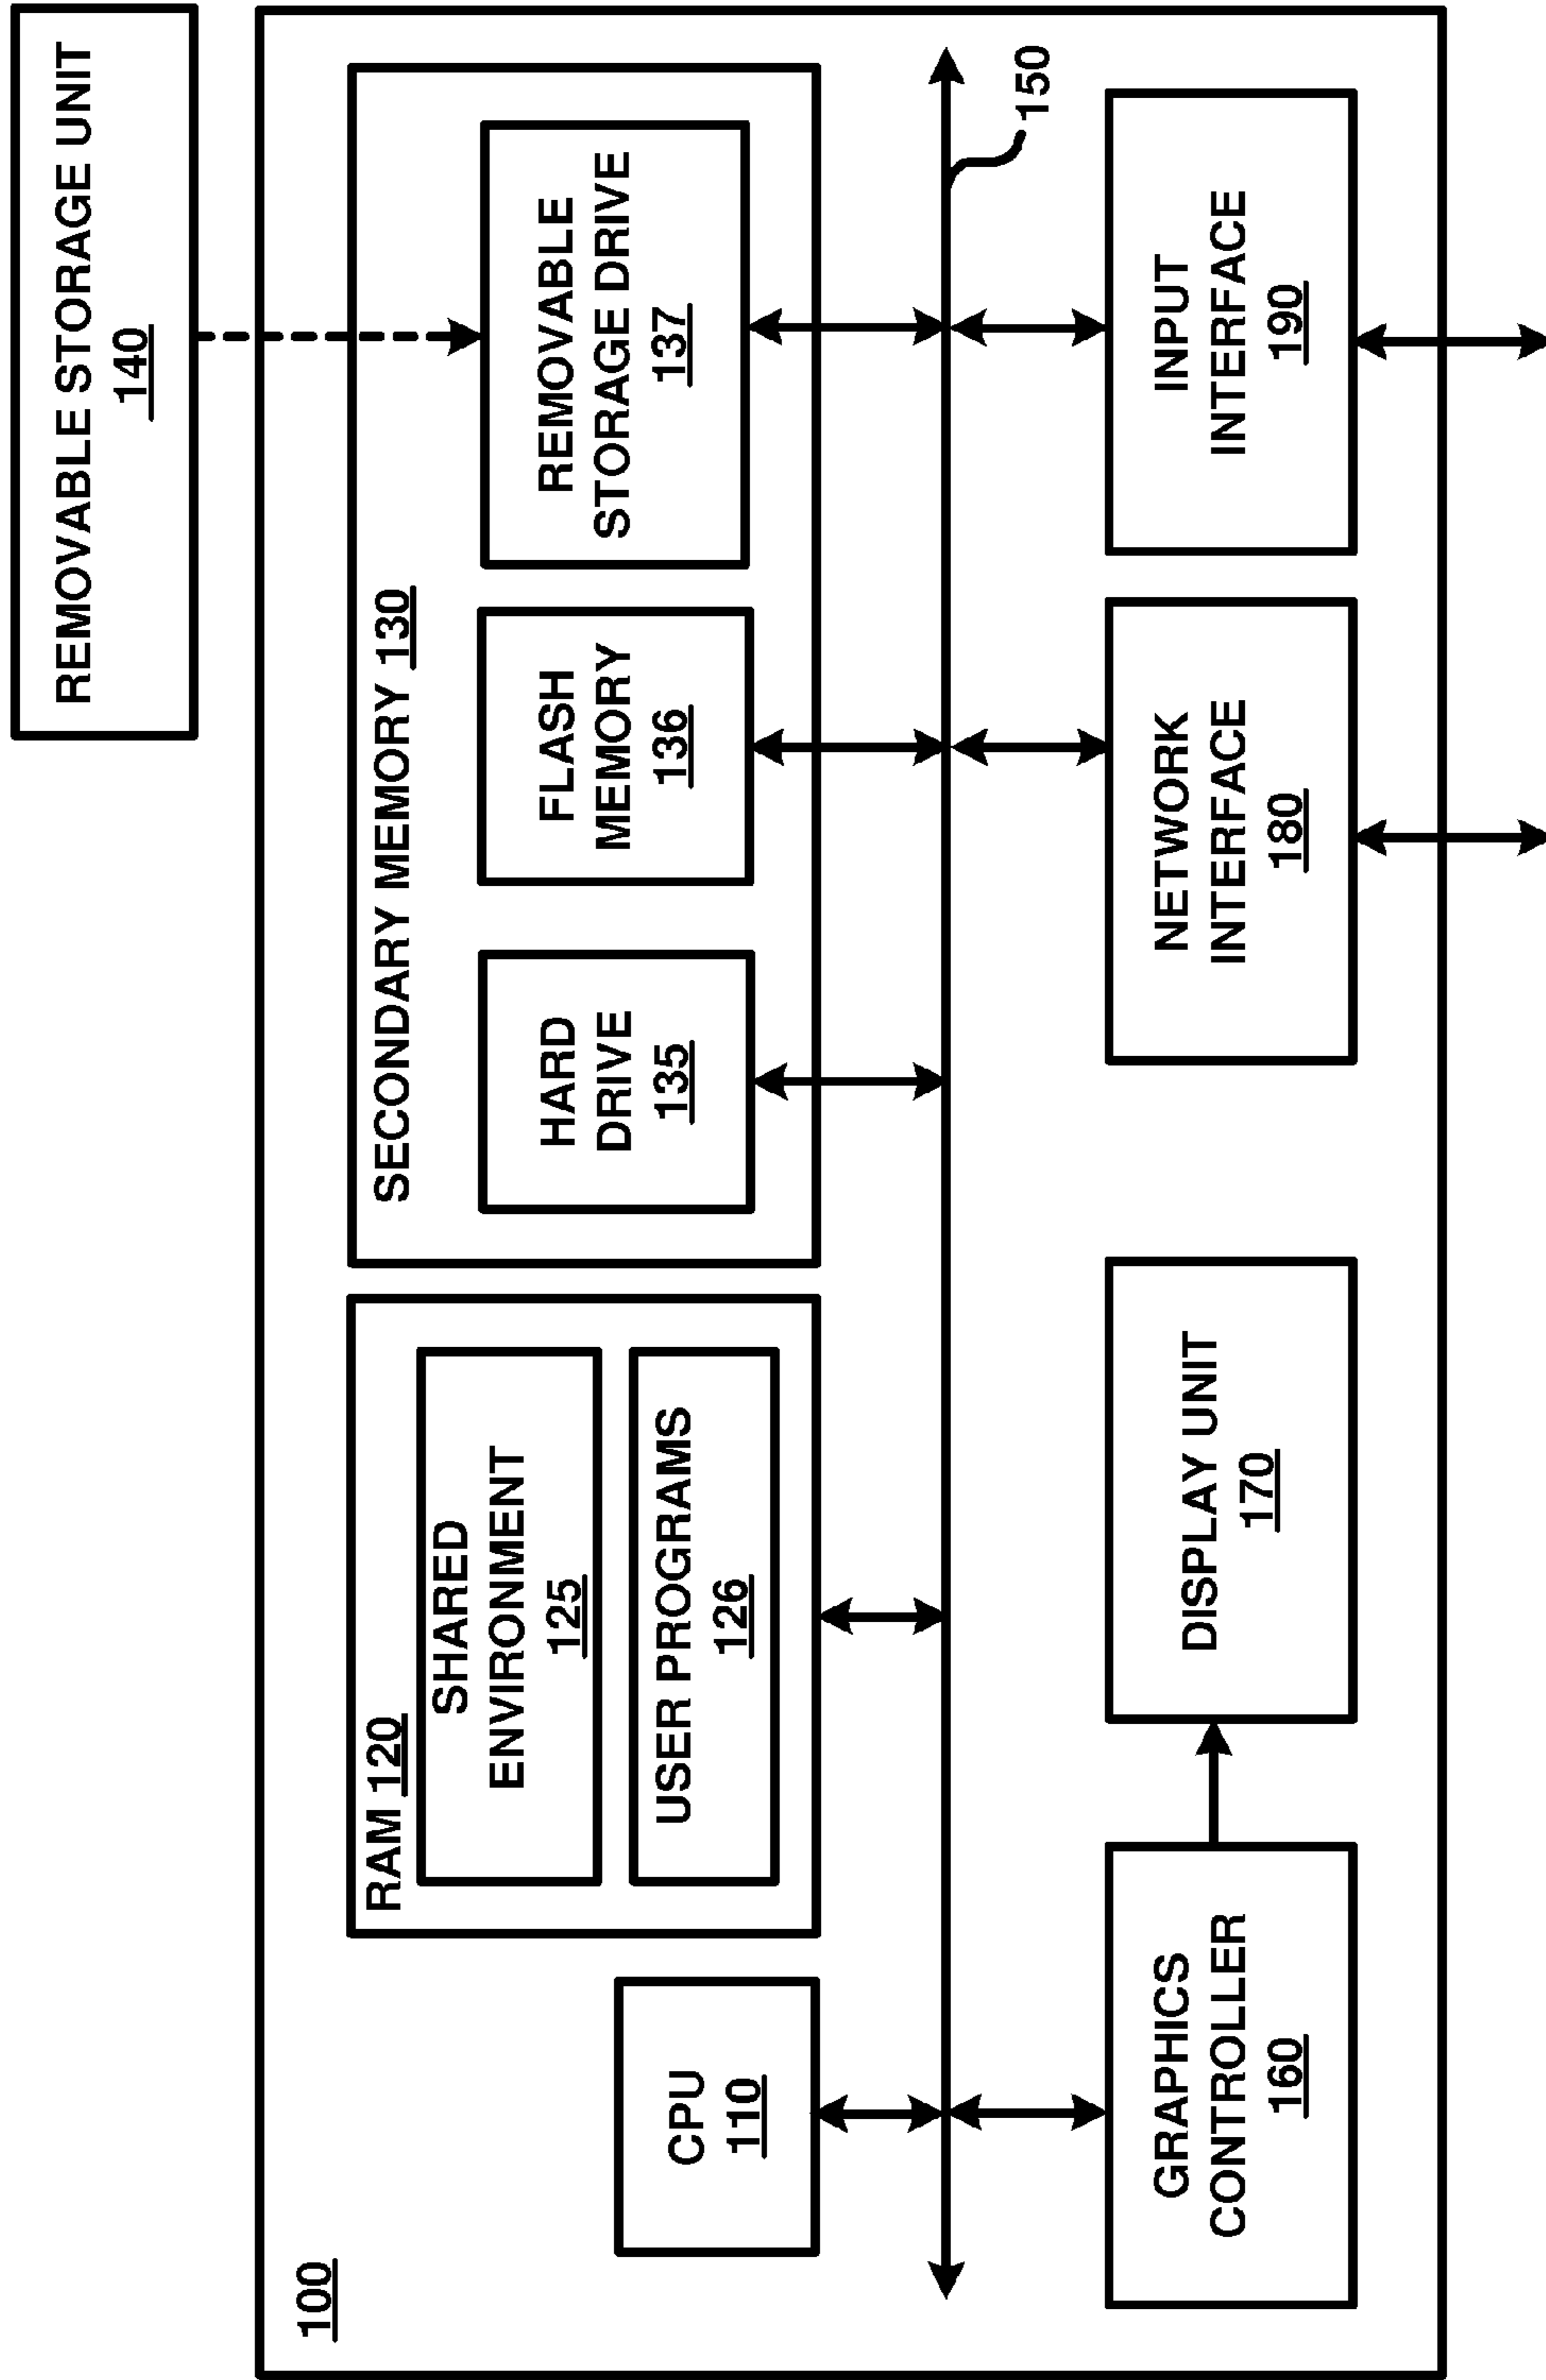 REMOVABLE STORAGE UNIT
140
100
CPU
110
RAM 120
SHARED
ENVIRONMENT
125
USER PROGRAMS
126
SECONDARY MEMORY 130
HARD
DRIVE
135
FLASH
MEMORY
136
REMOVABLE
STORAGE DRIVE
137
150
GRAPHICS
CONTROLLER
160
DISPLAY UNIT
170
NETWORK
INTERFACE
180
INPUT
INTERFACE
190